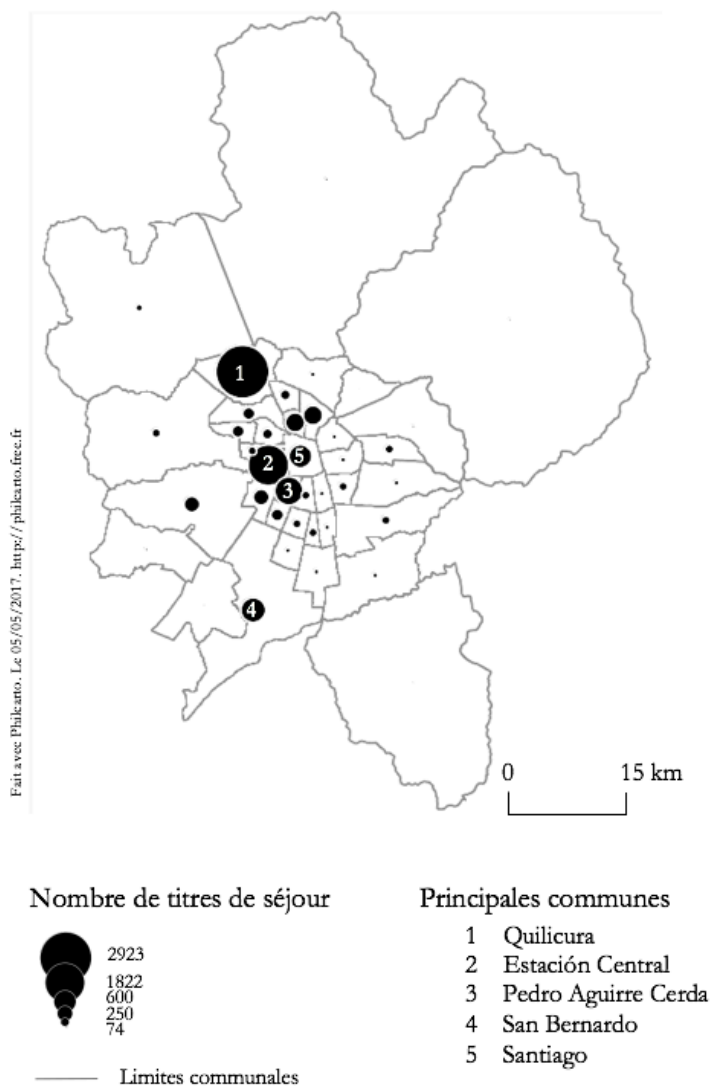 1
5
2
3
4
Fait avec Philcarto. Le 05/05/2017. http://philcarto.free.fr
0 15 km
Nombre de titres de séjour
2923
1822
600
250
74
Limites communales
Principales communes
1 Quilicura
2 Estación Central
3 Pedro Aguirre Cerda
4 San Bernardo
5 Santiago